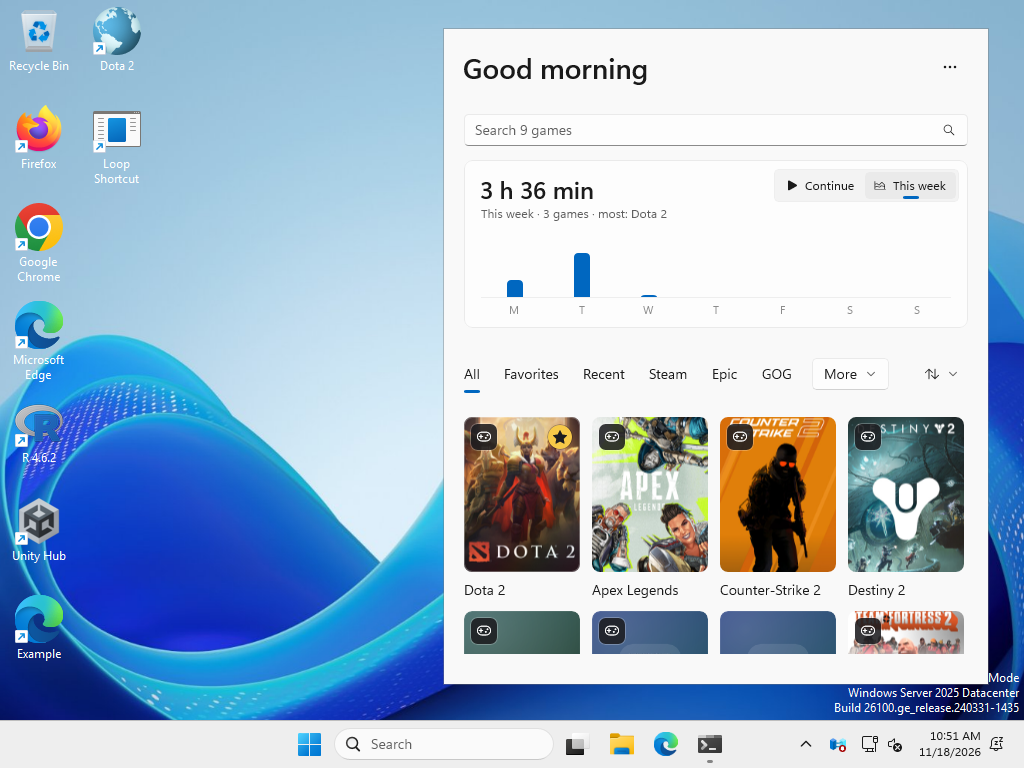 Recycle Bin
Dota 2
Firefox
Loop
Shortcut
Google
Chrome
Microsoft
Edge
R 4.6.2
Unity Hub
Example
Good morning
Search 9 games
3 h 36 min
This week · 3 games · most: Dota 2
Continue
This week
M T W T F S S
All Favorites Recent Steam Epic GOG More
DOTA 2
APEX
LEGENDS
COUNTER
STRIKE 2
DESTINY 2
Dota 2
Apex Legends
Counter-Strike 2
Destiny 2
TEAM FORTRESS 2
Mode
Windows Server 2025 Datacenter
Build 26100.ge_release.240331-1435
Search
10:51 AM
11/18/2026